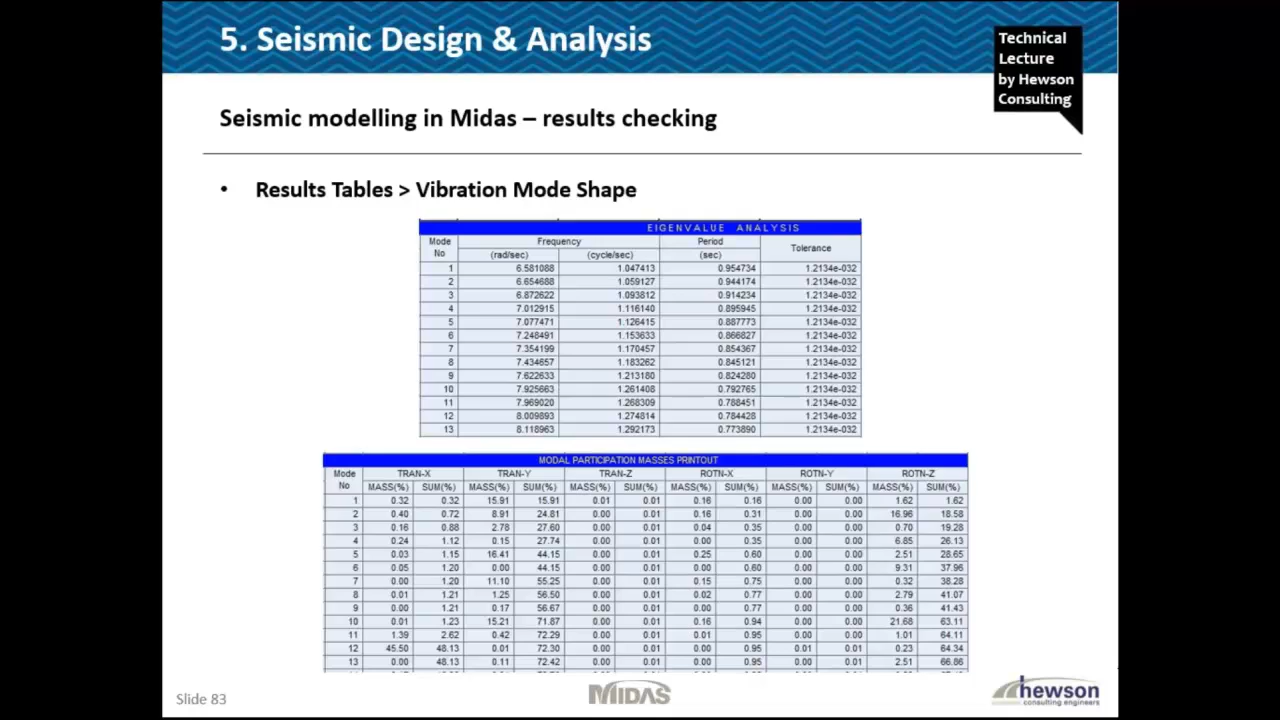 5. Seismic Design & Analysis
Technical
Lecture
by Hewson
Consulting
Seismic modelling in Midas – results checking
• Results Tables > Vibration Mode Shape
EIGENVALUE ANALYSIS
Mode No Frequency Period Tolerance
(rad/sec) (cycle/sec) (sec)
1 6.581088 1.047413 0.954734 1.2134e-032
2 6.654688 1.059127 0.944174 1.2134e-032
3 6.872622 1.093812 0.914234 1.2134e-032
4 7.012915 1.116140 0.895945 1.2134e-032
5 7.077471 1.126415 0.887773 1.2134e-032
6 7.248491 1.153633 0.866827 1.2134e-032
7 7.354199 1.170457 0.854367 1.2134e-032
8 7.434657 1.183262 0.845121 1.2134e-032
9 7.622633 1.213180 0.824280 1.2134e-032
10 7.925663 1.261408 0.792765 1.2134e-032
11 7.969020 1.268309 0.788451 1.2134e-032
12 8.009893 1.274814 0.784428 1.2134e-032
13 8.118963 1.292173 0.773890 1.2134e-032
MODAL PARTICIPATION MASSES PRINTOUT
Mode No TRAN-X TRAN-Y TRAN-Z ROTN-X ROTN-Y ROTN-Z
MASS(%) SUM(%) MASS(%) SUM(%) MASS(%) SUM(%) MASS(%) SUM(%) MASS(%) SUM(%) MASS(%) SUM(%)
1 0.32 0.32 15.91 15.91 0.01 0.01 0.16 0.16 0.00 0.00 1.62 1.62
2 0.40 0.72 8.91 24.81 0.00 0.01 0.16 0.31 0.00 0.00 16.96 18.58
3 0.16 0.88 2.78 27.60 0.00 0.01 0.04 0.35 0.00 0.00 0.70 19.28
4 0.24 1.12 0.15 27.74 0.00 0.01 0.00 0.35 0.00 0.00 6.85 26.13
5 0.03 1.15 16.41 44.15 0.00 0.01 0.25 0.60 0.00 0.00 2.51 28.65
6 0.05 1.20 0.00 44.15 0.00 0.01 0.00 0.60 0.00 0.00 9.31 37.96
7 0.00 1.20 11.10 55.25 0.00 0.01 0.15 0.75 0.00 0.00 0.32 38.28
8 0.01 1.21 1.25 56.50 0.00 0.01 0.02 0.77 0.00 0.00 2.79 41.07
9 0.00 1.21 0.17 56.67 0.00 0.01 0.00 0.77 0.00 0.00 0.36 41.43
10 0.01 1.23 15.21 71.87 0.00 0.01 0.16 0.94 0.00 0.00 21.68 63.11
11 1.39 2.62 0.42 72.29 0.00 0.01 0.01 0.95 0.00 0.00 1.01 64.11
12 45.50 48.13 0.01 72.30 0.00 0.01 0.00 0.95 0.01 0.01 0.23 64.34
13 0.00 48.13 0.11 72.42 0.00 0.01 0.00 0.95 0.00 0.01 2.51 66.86
Slide 83
MIDAS
hewson
consulting engineers